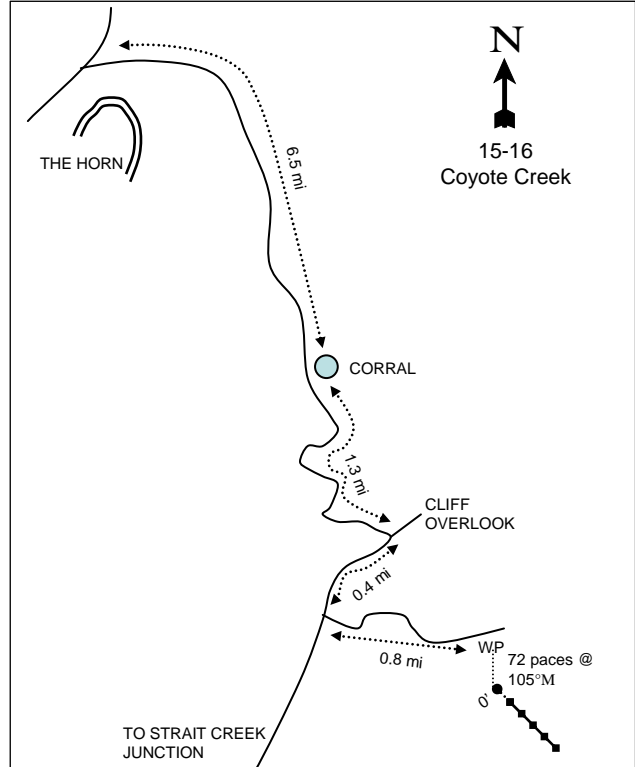 N
15-16
Coyote Creek
THE HORN
6.5 mi
CORRAL
1.3 mi
CLIFF
OVERLOOK
0.4 mi
0.8 mi
WP
72 paces @
105°M
0'
TO STRAIT CREEK
JUNCTION